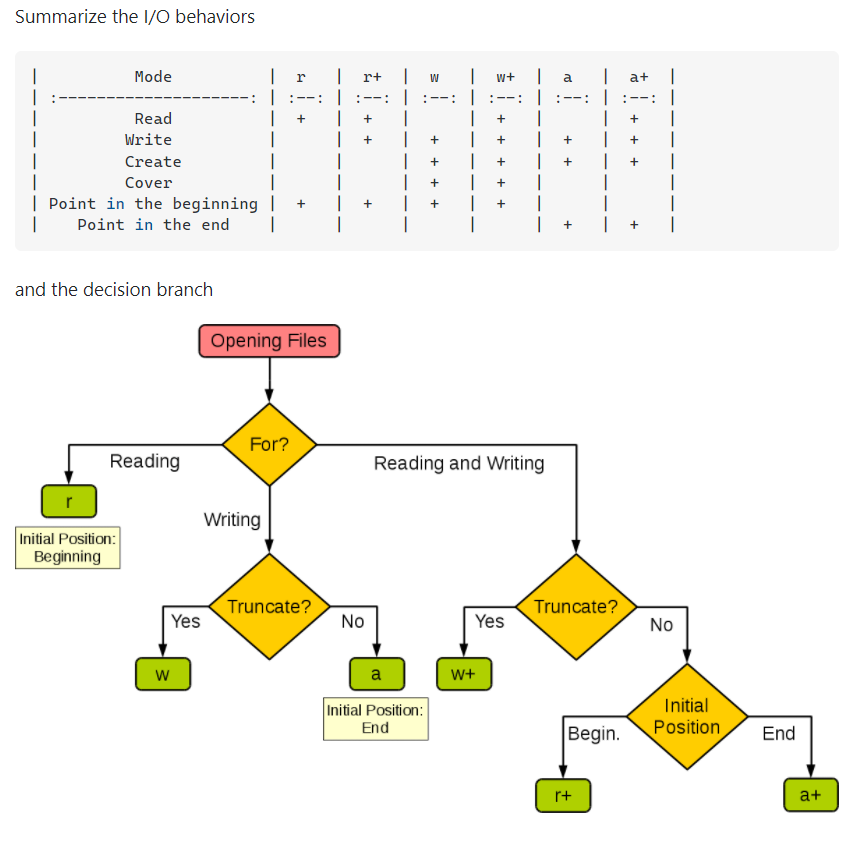 Summarize the I/O behaviors
|         Mode          |  r   |  r+  |  w   |  w+  |  a   |  a+  |
| :--------------------: | :--: | :--: | :--: | :--: | :--: | :--: |
|         Read          |  +   |  +   |      |  +   |      |  +   |
|         Write         |      |  +   |  +   |  +   |  +   |  +   |
|        Create         |      |      |  +   |  +   |  +   |  +   |
|         Cover         |      |      |  +   |  +   |      |      |
| Point in the beginning |  +   |  +   |  +   |  +   |      |      |
|   Point in the end    |      |      |      |      |  +   |  +   |
and the decision branch
Opening Files
For?
Reading
Reading and Writing
r
Writing
Initial Position:
Beginning
Truncate?
Truncate?
Yes
No
Yes
No
w
a
w+
Initial Position:
End
Initial
Position
Begin.
End
r+
a+